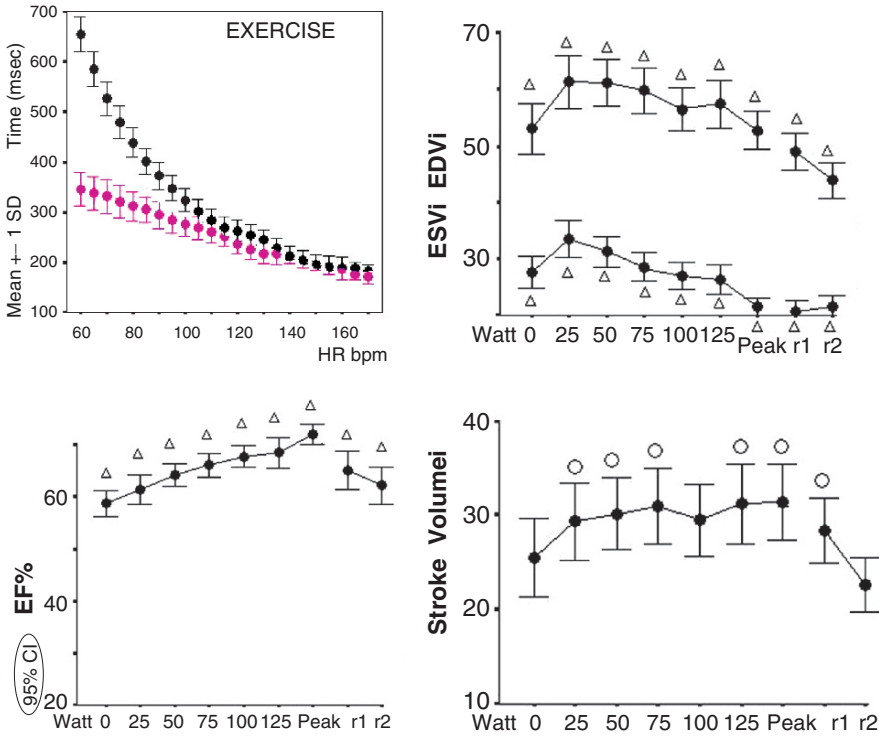 EXERCISE
Mean +– 1 SD Time (msec)
700
600
500
400
300
200
100
60 80 100 120 140 160
HR bpm
ESVi EDVi
70
50
30
Watt 0 25 50 75 100 125 Peak r1 r2
95% CI EF%
60
40
20
Watt 0 25 50 75 100 125 Peak r1 r2
Stroke Volumei
40
30
20
10
Watt 0 25 50 75 100 125 Peak r1 r2